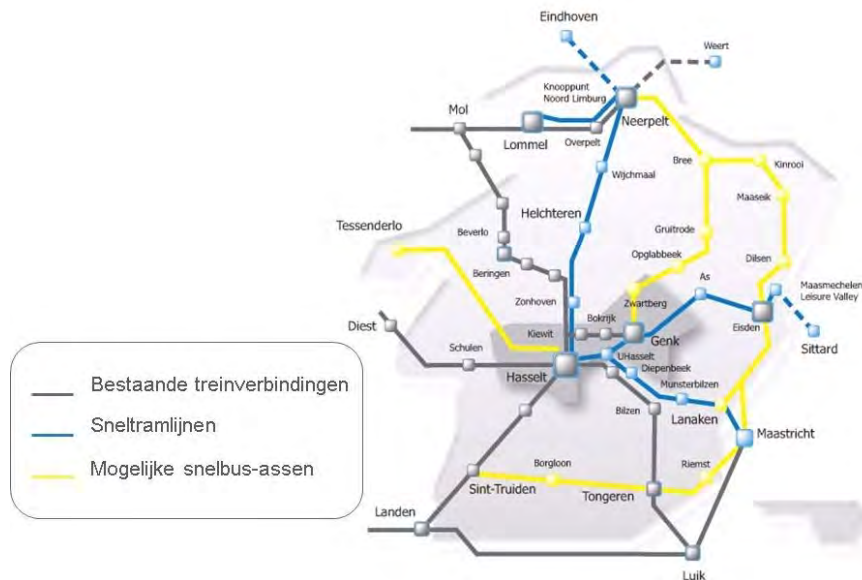 Eindhoven
Weert
Knooppunt
Noord Limburg
Neerpelt
Mol
Lommel
Overpelt
Wijchmaal
Bree
Kinrooi
Maaseik
Helchteren
Tessenderlo
Beverlo
Gruitrode
Opglabbeek
Dilsen
Beringen
As
Maasmechelen
Leisure Valley
Zonhoven
Zwartberg
Diest
Kiewit
Bokrijk
Genk
Eisden
Sittard
Schulen
UHasselt
Hasselt
Diepenbeek
Munsterbilzen
Lanaken
Bilzen
Maastricht
Borgloon
Riemst
Sint-Truiden
Tongeren
Landen
Luik
Bestaande treinverbindingen
Sneltramlijnen
Mogelijke snelbus-assen